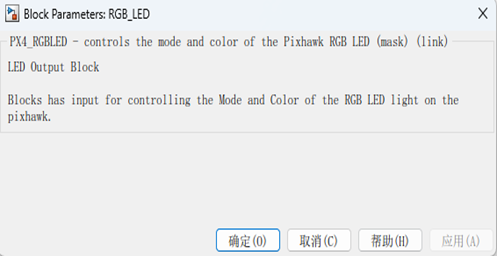 Block Parameters: RGB_LED
PX4_RGBLED - controls the mode and color of the Pixhawk RGB LED (mask) (link)
LED Output Block
Blocks has input for controlling the Mode and Color of the RGB LED light on the
pixhawk.
确定(O) 取消(C) 帮助(H) 应用(A)